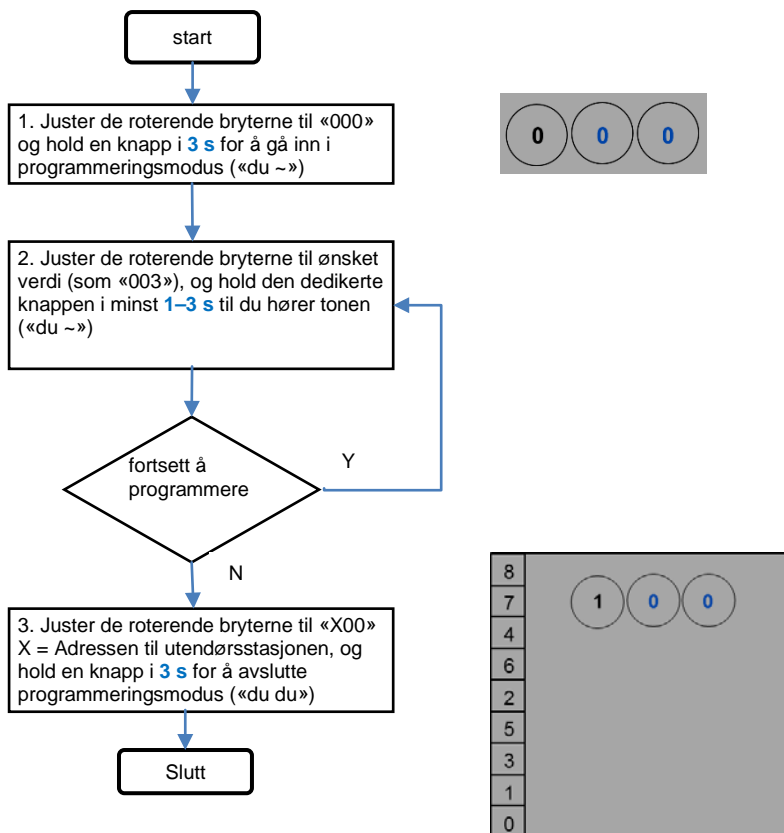 start
1. Juster de roterende bryterne til «000»
og hold en knapp i 3 s for å gå inn i
programmeringsmodus («du ~»)
0 0 0
2. Juster de roterende bryterne til ønsket
verdi (som «003»), og hold den dedikerte
knappen i minst 1–3 s til du hører tonen
(«du ~»)
fortsett å
programmere
Y
N
3. Juster de roterende bryterne til «X00»
X = Adressen til utendørsstasjonen, og
hold en knapp i 3 s for å avslutte
programmeringsmodus («du du»)
Slutt
8
7
4
6
2
5
3
1
0
1 0 0